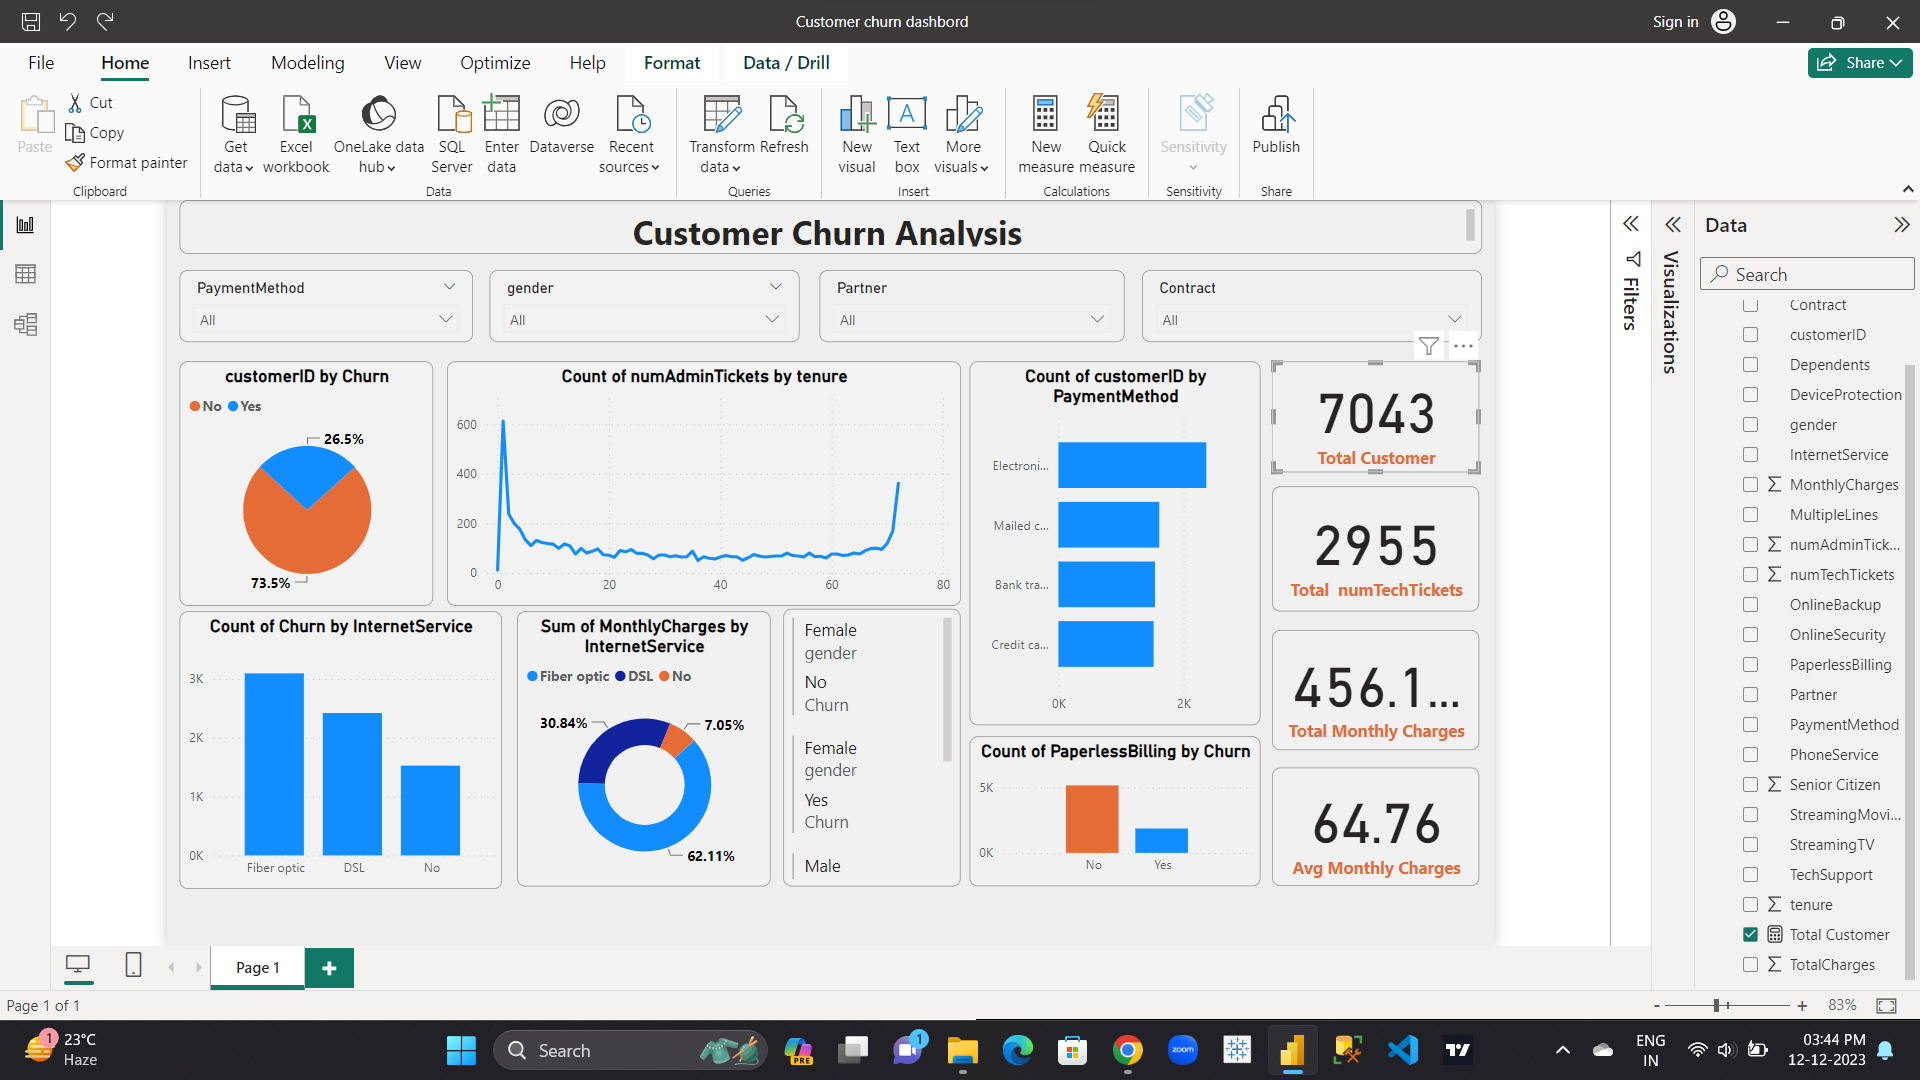 Customer churn dashbord
Sign in
File
Home
Insert
Modeling
View
Optimize
Help
Format
Data / Drill
Share
Paste
Cut
Copy
Format painter
Clipboard
Get
data
Excel
workbook
OneLake data
hub
SQL
Server
Enter
data
Dataverse
Recent
sources
Data
Transform
data
Refresh
Queries
New
visual
Text
box
More
visuals
Insert
New
measure
Quick
measure
Calculations
Sensitivity
Sensitivity
Publish
Share
Customer Churn Analysis
PaymentMethod
All
gender
All
Partner
All
Contract
All
customerID by Churn
No Yes
26.5%
73.5%
Count of numAdminTickets by tenure
600
400
200
0
0 20 40 60 80
Count of customerID by
PaymentMethod
Electroni...
Mailed c...
Bank tra...
Credit ca...
0K 2K
7043
Total Customer
2955
Total numTechTickets
456.1...
Total Monthly Charges
64.76
Avg Monthly Charges
Count of Churn by InternetService
3K
2K
1K
0K
Fiber optic DSL No
Sum of MonthlyCharges by
InternetService
Fiber optic DSL No
30.84%
7.05%
62.11%
Female
gender
No
Churn
Female
gender
Yes
Churn
Male
Count of PaperlessBilling by Churn
5K
0K
No Yes
Filters
Visualizations
Data
Search
Contract
customerID
Dependents
DeviceProtection
gender
InternetService
MonthlyCharges
MultipleLines
numAdminTick...
numTechTickets
OnlineBackup
OnlineSecurity
PaperlessBilling
Partner
PaymentMethod
PhoneService
Senior Citizen
StreamingMovi...
StreamingTV
TechSupport
tenure
Total Customer
TotalCharges
Page 1
Page 1 of 1
- + 83%
1
23°C
Haze
Search
PRE
1
zoom
ENG
IN
03:44 PM
12-12-2023